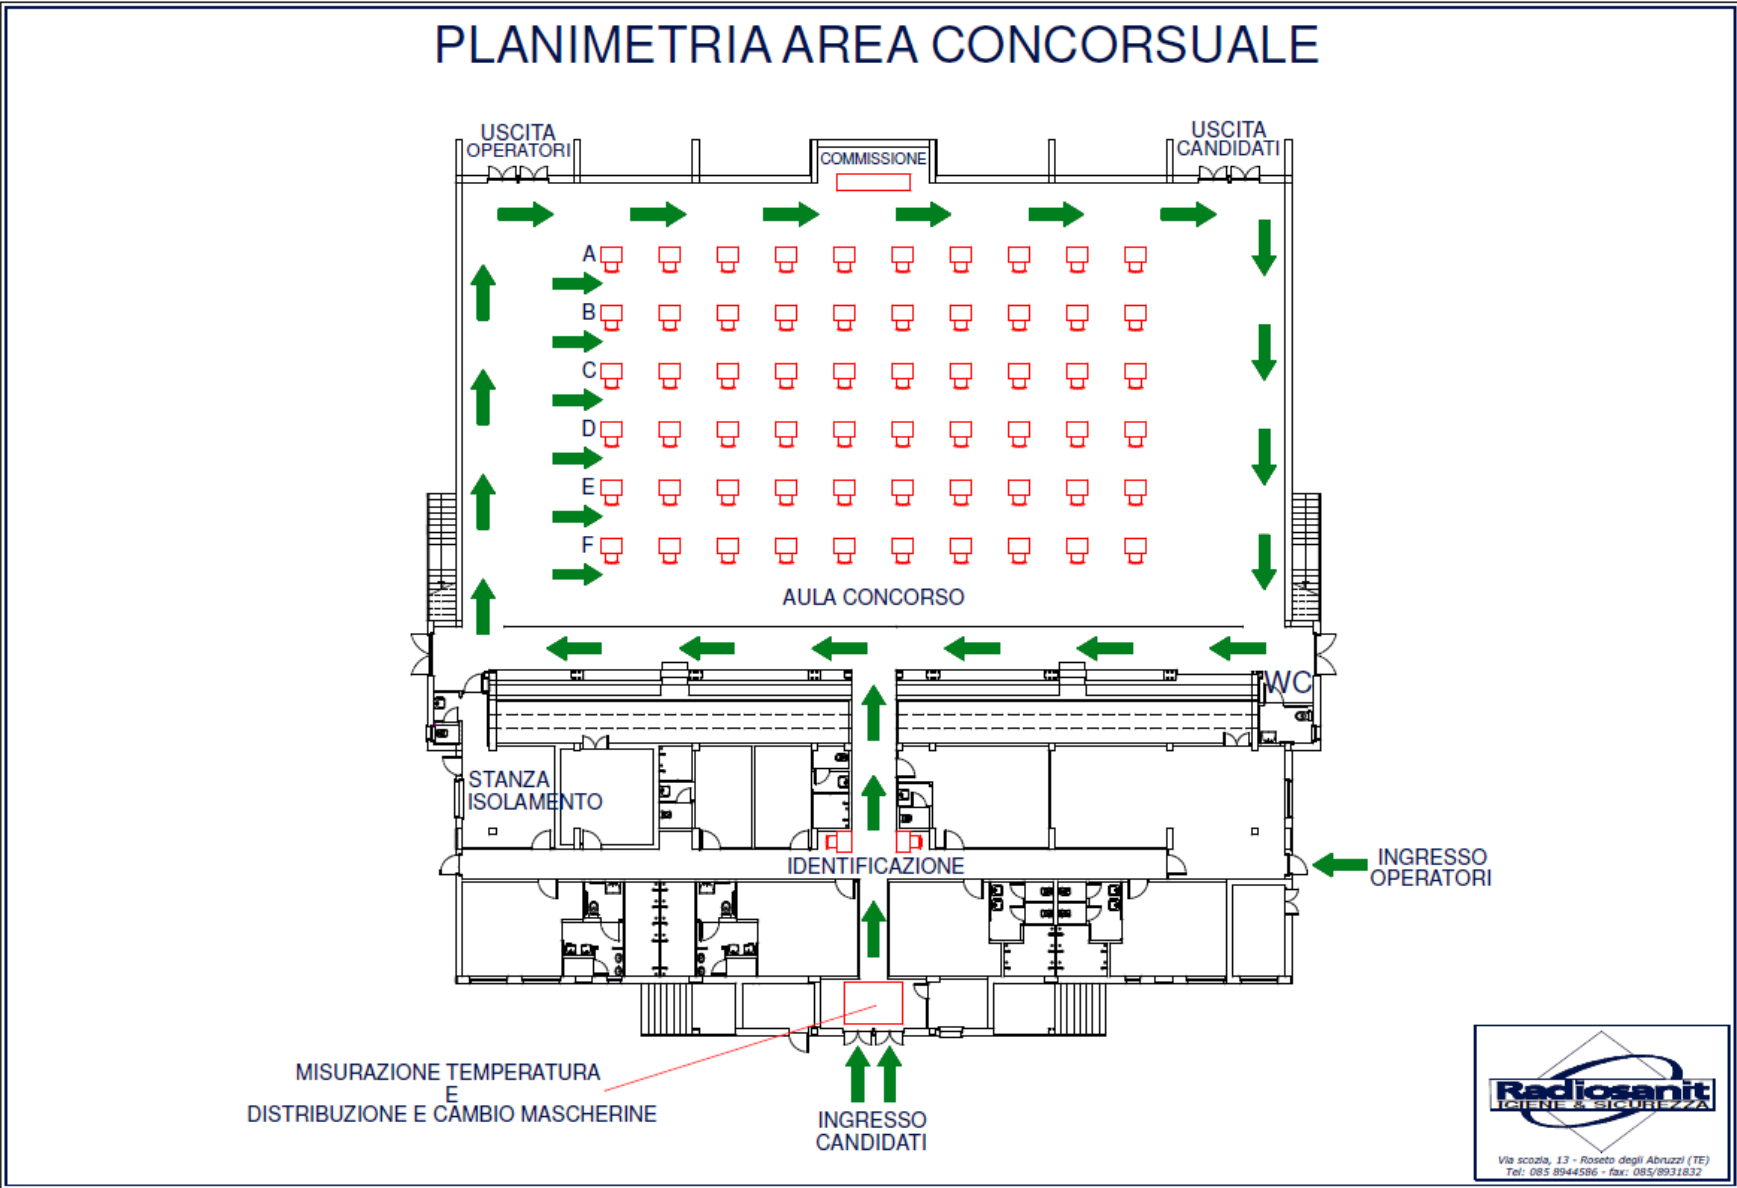 PLANIMETRIA AREA CONCORSUALE
USCITA
OPERATORI
COMMISSIONE
USCITA
CANDIDATI
A
B
C
D
E
F
AULA CONCORSO
WC
STANZA
ISOLAMENTO
IDENTIFICAZIONE
INGRESSO
OPERATORI
MISURAZIONE TEMPERATURA
E
DISTRIBUZIONE E CAMBIO MASCHERINE
INGRESSO
CANDIDATI
Radiosanit
IGIENE & SICUREZZA
Via scozia, 13 - Roseto degli Abruzzi (TE)
Tel: 085 8944586 - fax: 085/8931832